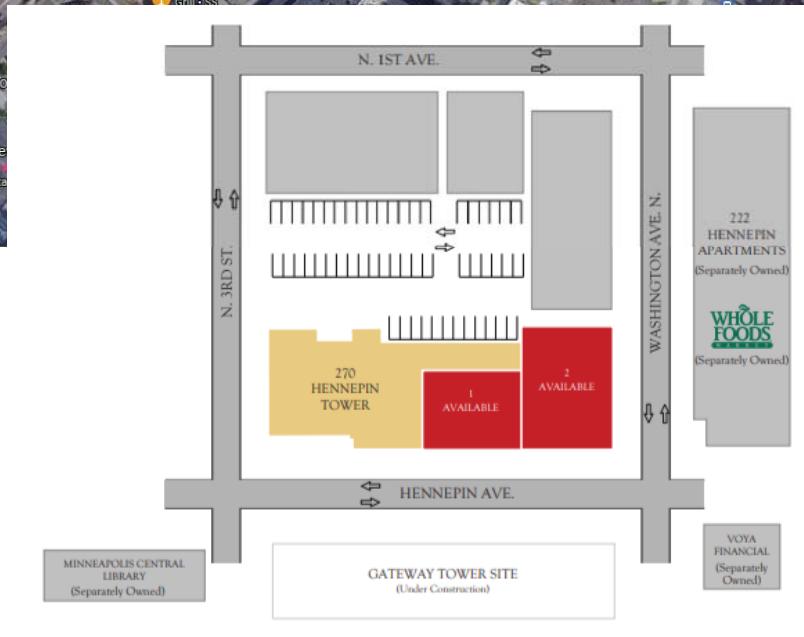 N. 1ST AVE.
N. 3RD ST.
WASHINGTON AVE. N.
222
HENNEPIN
APARTMENTS
(Separately Owned)
WHOLE
FOODS
MARKET
(Separately Owned)
270
HENNEPIN
TOWER
1
AVAILABLE
2
AVAILABLE
HENNEPIN AVE.
MINNEAPOLIS CENTRAL
LIBRARY
(Separately Owned)
GATEWAY TOWER SITE
(Under Construction)
VOYA
FINANCIAL
(Separately
Owned)